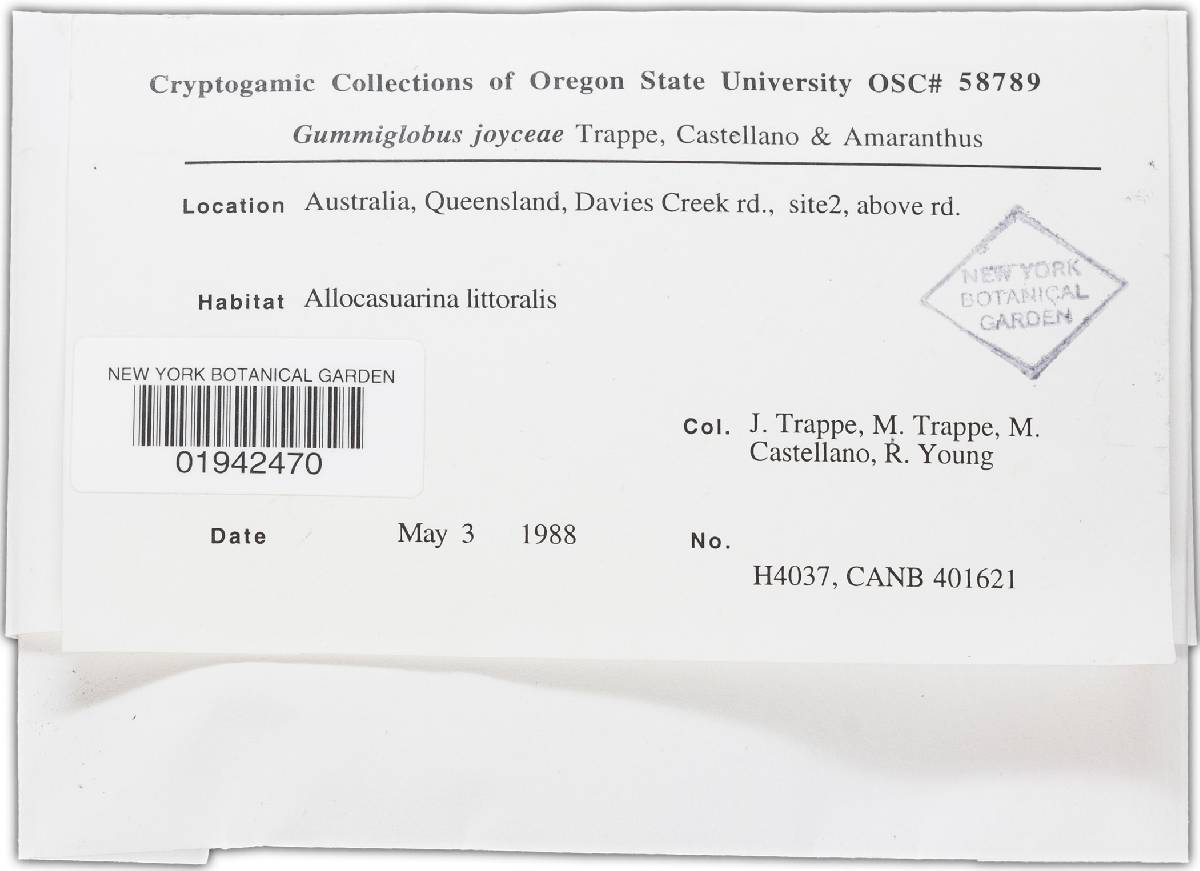 Cryptogamic Collections of Oregon State University OSC# 58789
Gummiglobus joyceae Trappe, Castellano & Amaranthus
Location Australia, Queensland, Davies Creek rd., site2, above rd.
NEW YORK
BOTANICAL
GARDEN
Habitat Allocasuarina littoralis
NEW YORK BOTANICAL GARDEN
01942470
Col. J. Trappe, M. Trappe, M.
Castellano, R. Young
Date May 3 1988
No.
H4037, CANB 401621